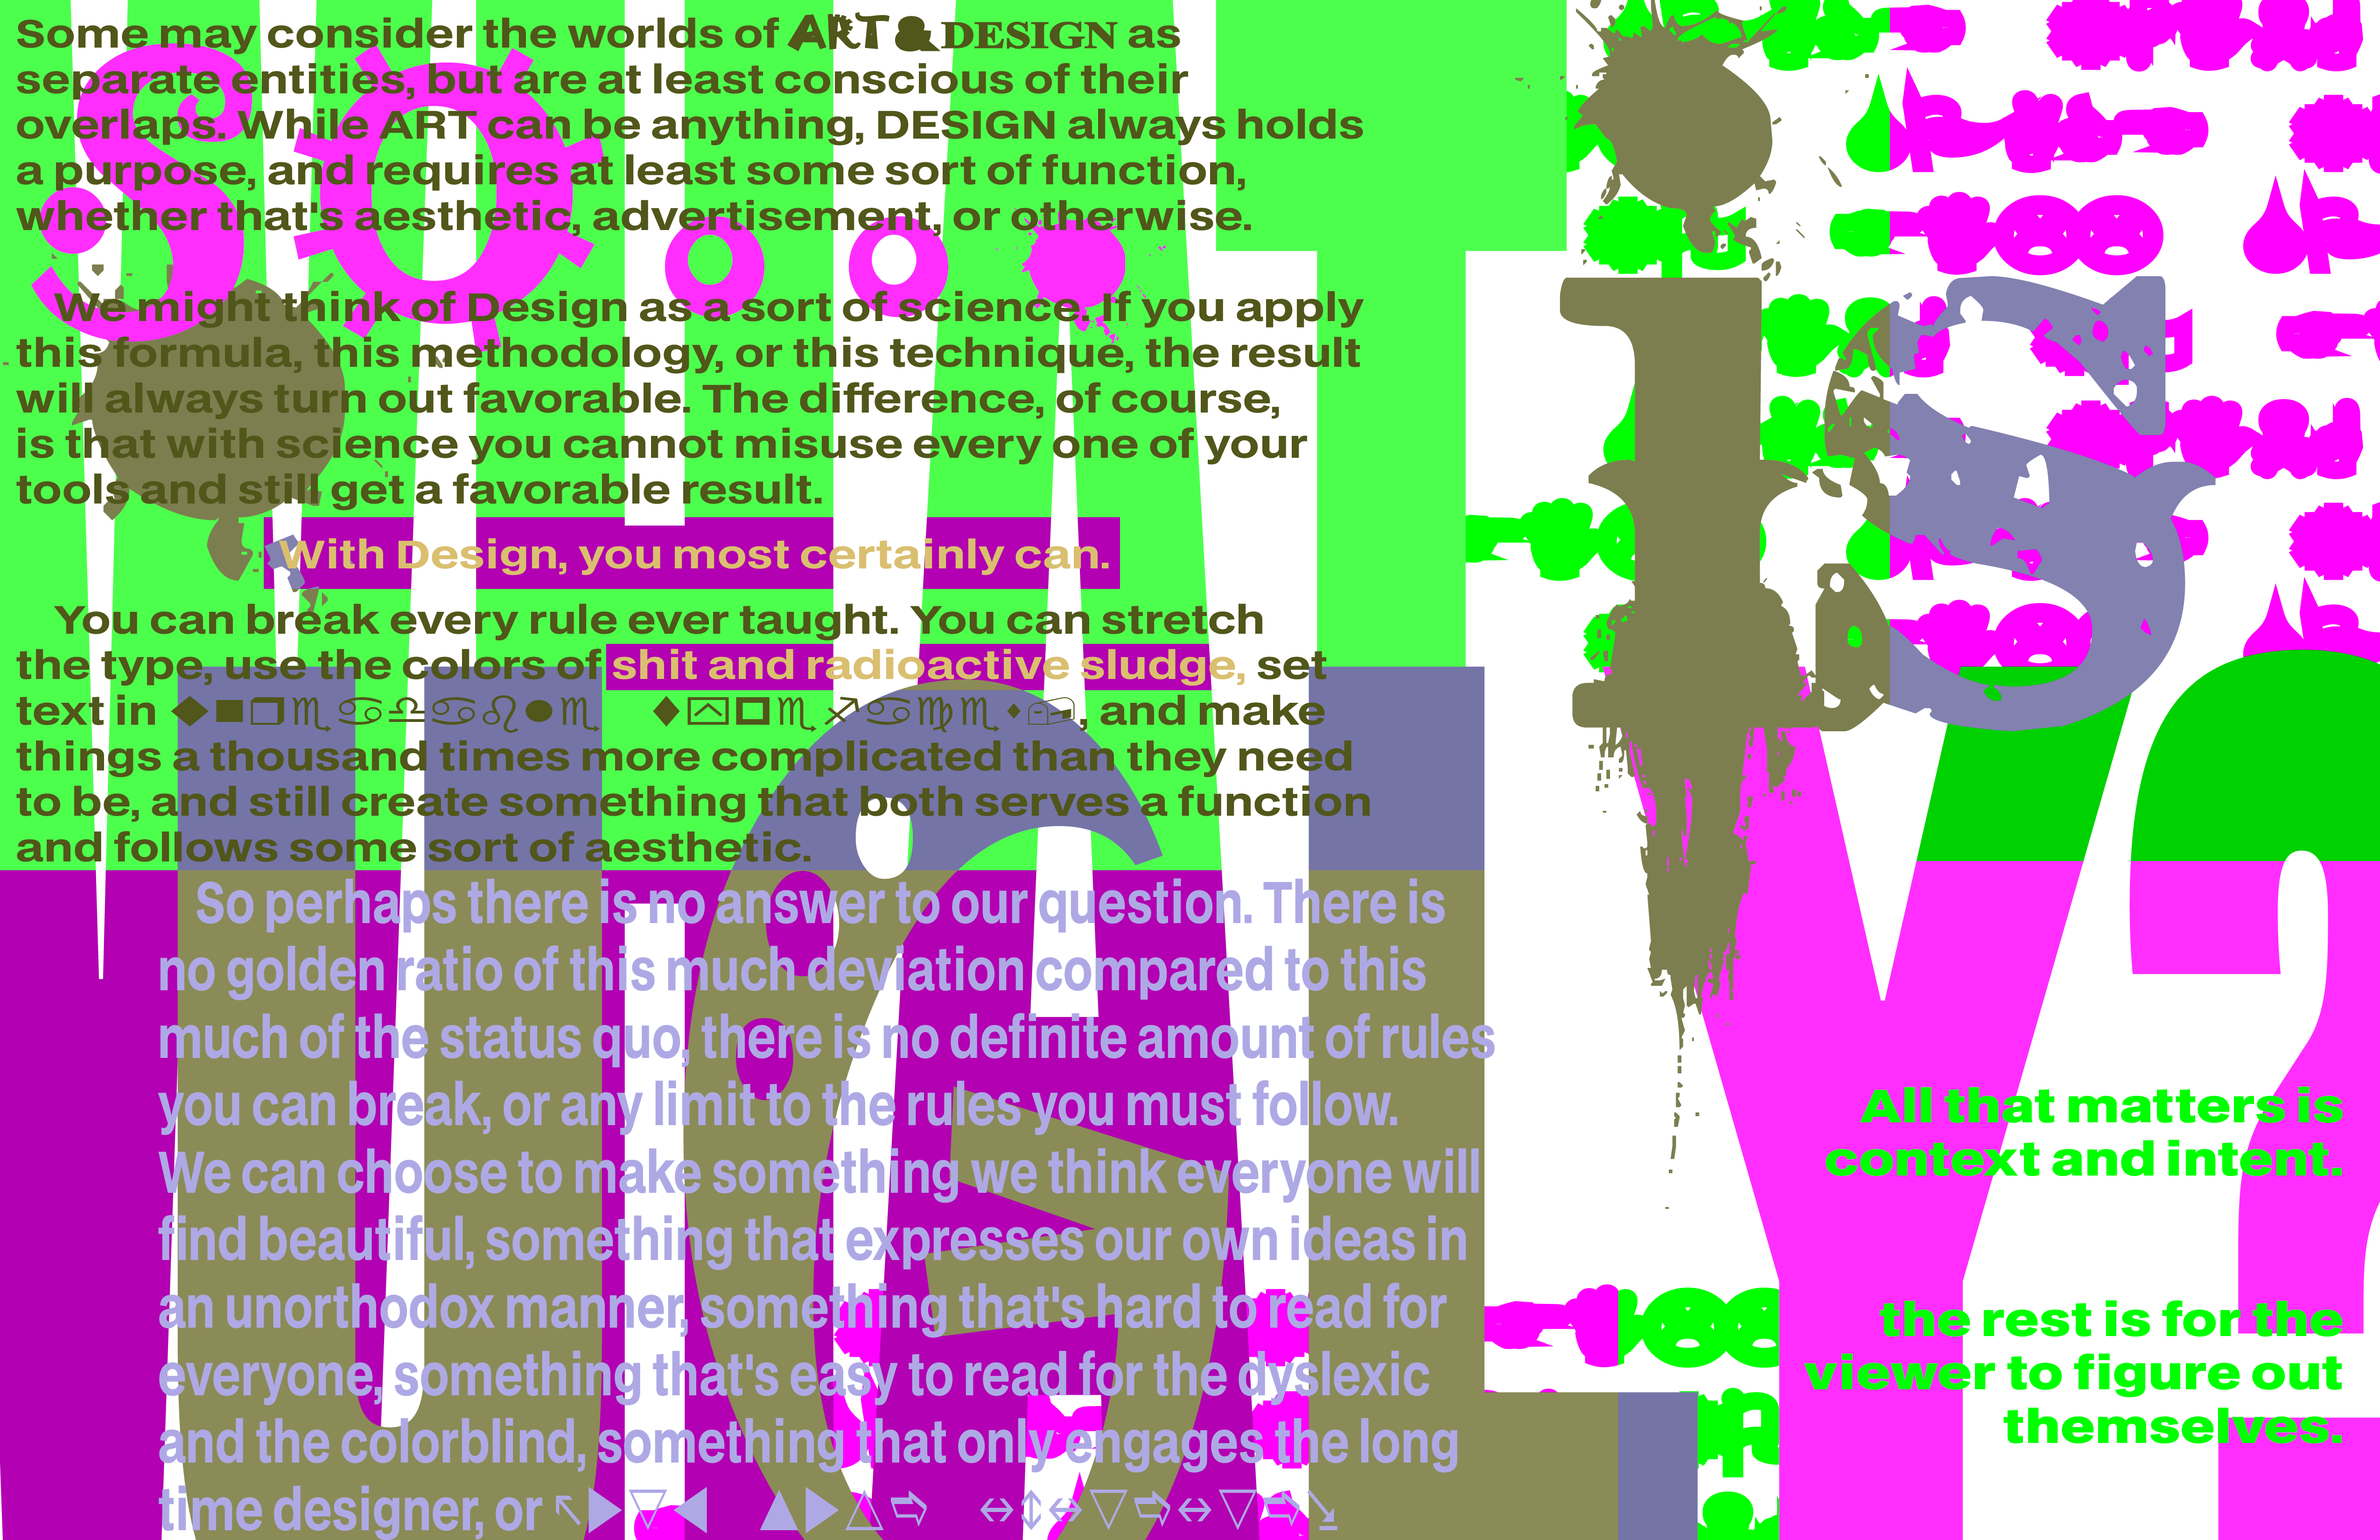 SO...
WHAT
is
UGLY?
Some may consider the worlds of ART & DESIGN as
separate entities, but are at least conscious of their
overlaps. While ART can be anything, DESIGN always holds
a purpose, and requires at least some sort of function,
whether that's aesthetic, advertisement, or otherwise.
We might think of Design as a sort of science. If you apply
this formula, this methodology, or this technique, the result
will always turn out favorable. The difference, of course,
is that with science you cannot misuse every one of your
tools and still get a favorable result.
With Design, you most certainly can.
You can break every rule ever taught. You can stretch
the type, use the colors of shit and radioactive sludge, set
text in ◆■❒♏♋♎♋♌●♏ ⧫⍓◻♏♐♋♍♏⬥📪, and make
things a thousand times more complicated than they need
to be, and still create something that both serves a function
and follows some sort of aesthetic.
So perhaps there is no answer to our question. There is
no golden ratio of this much deviation compared to this
much of the status quo, there is no definite amount of rules
you can break, or any limit to the rules you must follow.
We can choose to make something we think everyone will
find beautiful, something that expresses our own ideas in
an unorthodox manner, something that's hard to read for
everyone, something that's easy to read for the dyslexic
and the colorblind, something that only engages the long
time designer, or
All that matters is
context and intent.
the rest is for the
viewer to figure out
themselves.